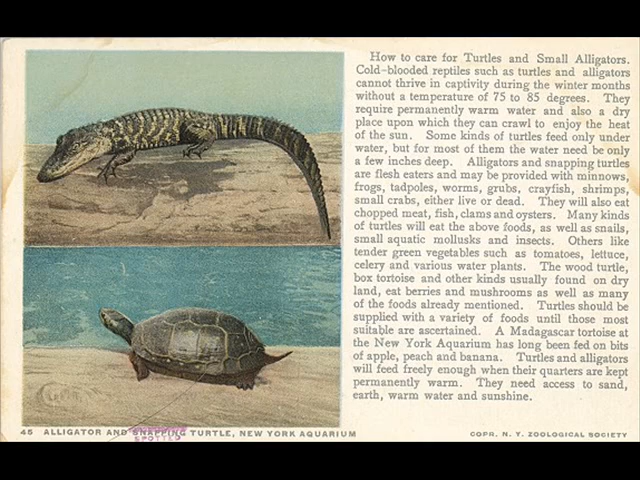 How to care for Turtles and Small Alligators.
Cold-blooded reptiles such as turtles and alligators
cannot thrive in captivity during the winter months
without a temperature of 75 to 85 degrees. They
require permanently warm water and also a dry
place upon which they can crawl to enjoy the heat
of the sun. Some kinds of turtles feed only under
water, but for most of them the water need be only
a few inches deep. Alligators and snapping turtles
are flesh eaters and may be provided with minnows,
frogs, tadpoles, worms, grubs, crayfish, shrimps,
small crabs, either live or dead. They will also eat
chopped meat, fish, clams and oysters. Many kinds
of turtles will eat the above foods, as well as snails,
small aquatic mollusks and insects. Others like
tender green vegetables such as tomatoes, lettuce,
celery and various water plants. The wood turtle,
box tortoise and other kinds usually found on dry
land, eat berries and mushrooms as well as many
of the foods already mentioned. Turtles should be
supplied with a variety of foods until those most
suitable are ascertained. A Madagascar tortoise at
the New York Aquarium has long been fed on bits
of apple, peach and banana. Turtles and alligators
will feed freely enough when their quarters are kept
permanently warm. They need access to sand,
earth, warm water and sunshine.
45 ALLIGATOR AND SNAPPING TURTLE, NEW YORK AQUARIUM
SPOTTED
COPR. N. Y. ZOOLOGICAL SOCIETY